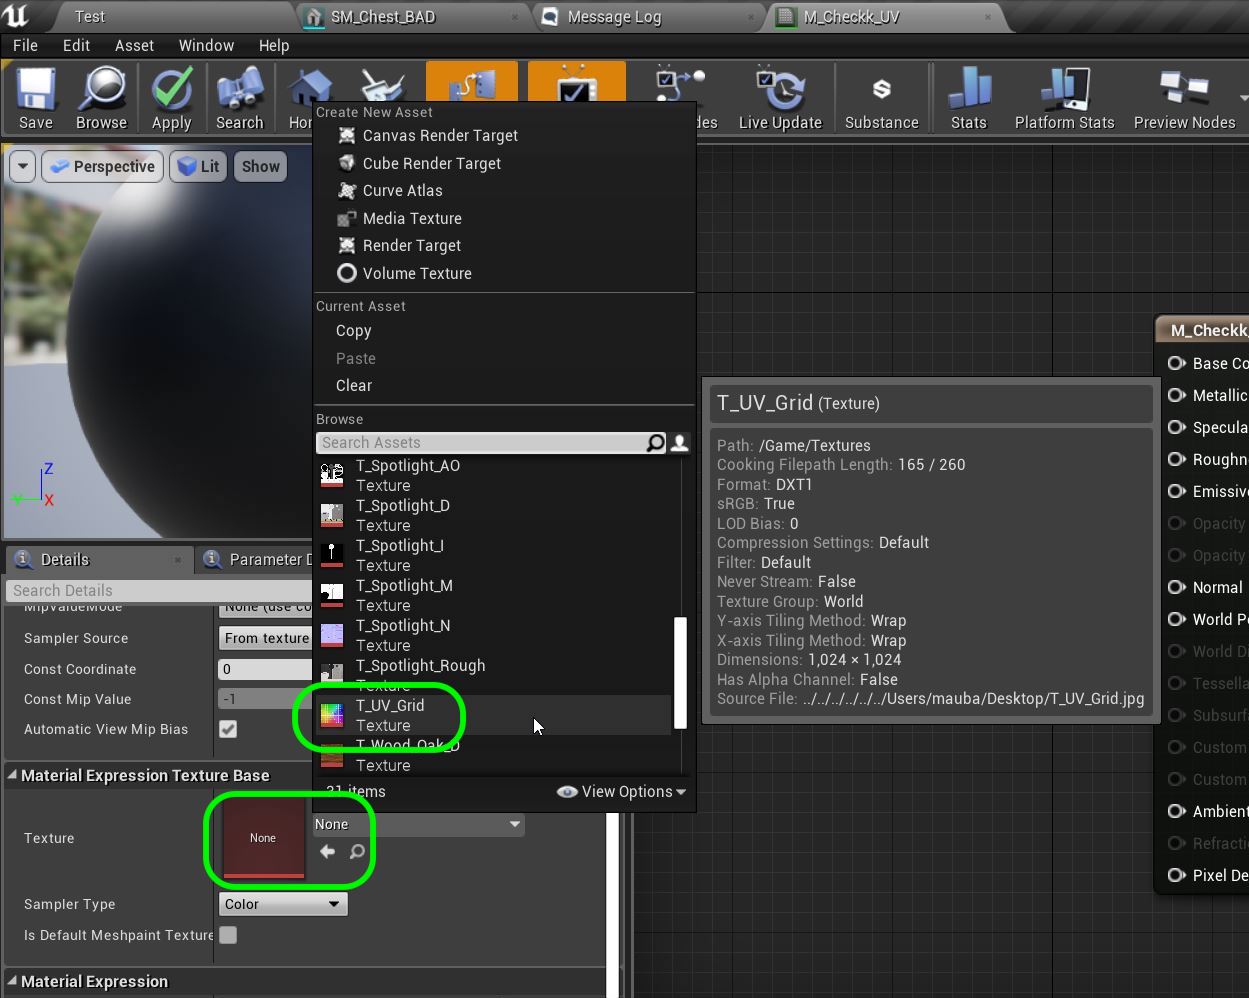 Test
SM_Chest_BAD
Message Log
M_Checkk_UV
File Edit Asset Window Help
Save Browse Apply Search Live Update Substance Stats Platform Stats Preview Nodes
Perspective Lit Show
Create New Asset
Canvas Render Target
Cube Render Target
Curve Atlas
Media Texture
Render Target
Volume Texture
Current Asset
Copy
Paste
Clear
Browse
Search Assets
T_Spotlight_AO
Texture
T_Spotlight_D
Texture
T_Spotlight_I
Texture
T_Spotlight_M
Texture
T_Spotlight_N
Texture
T_Spotlight_Rough
Texture
T_UV_Grid
Texture
T_Wood_Oak_D
Texture
31 items
View Options
T_UV_Grid (Texture)
Path: /Game/Textures
Cooking Filepath Length: 165 / 260
Format: DXT1
sRGB: True
LOD Bias: 0
Compression Settings: Default
Filter: Default
Never Stream: False
Texture Group: World
Y-axis Tiling Method: Wrap
X-axis Tiling Method: Wrap
Dimensions: 1,024 × 1,024
Has Alpha Channel: False
Source File: ../../../../../../Users/mauba/Desktop/T_UV_Grid.jpg
M_Checkk_
Base Co
Metallic
Specula
Roughn
Emissive
Opacity
Opacity
Normal
World Po
World Di
Tessella
Subsurf
Custom
Custom
Ambient
Refracti
Pixel De
Z
Y
X
Details
Parameter D
Search Details
MipValueMode None (use co
Sampler Source From texture
Const Coordinate 0
Const Mip Value -1
Automatic View Mip Bias
Material Expression Texture Base
Texture None None
Sampler Type Color
Is Default Meshpaint Texture
Material Expression